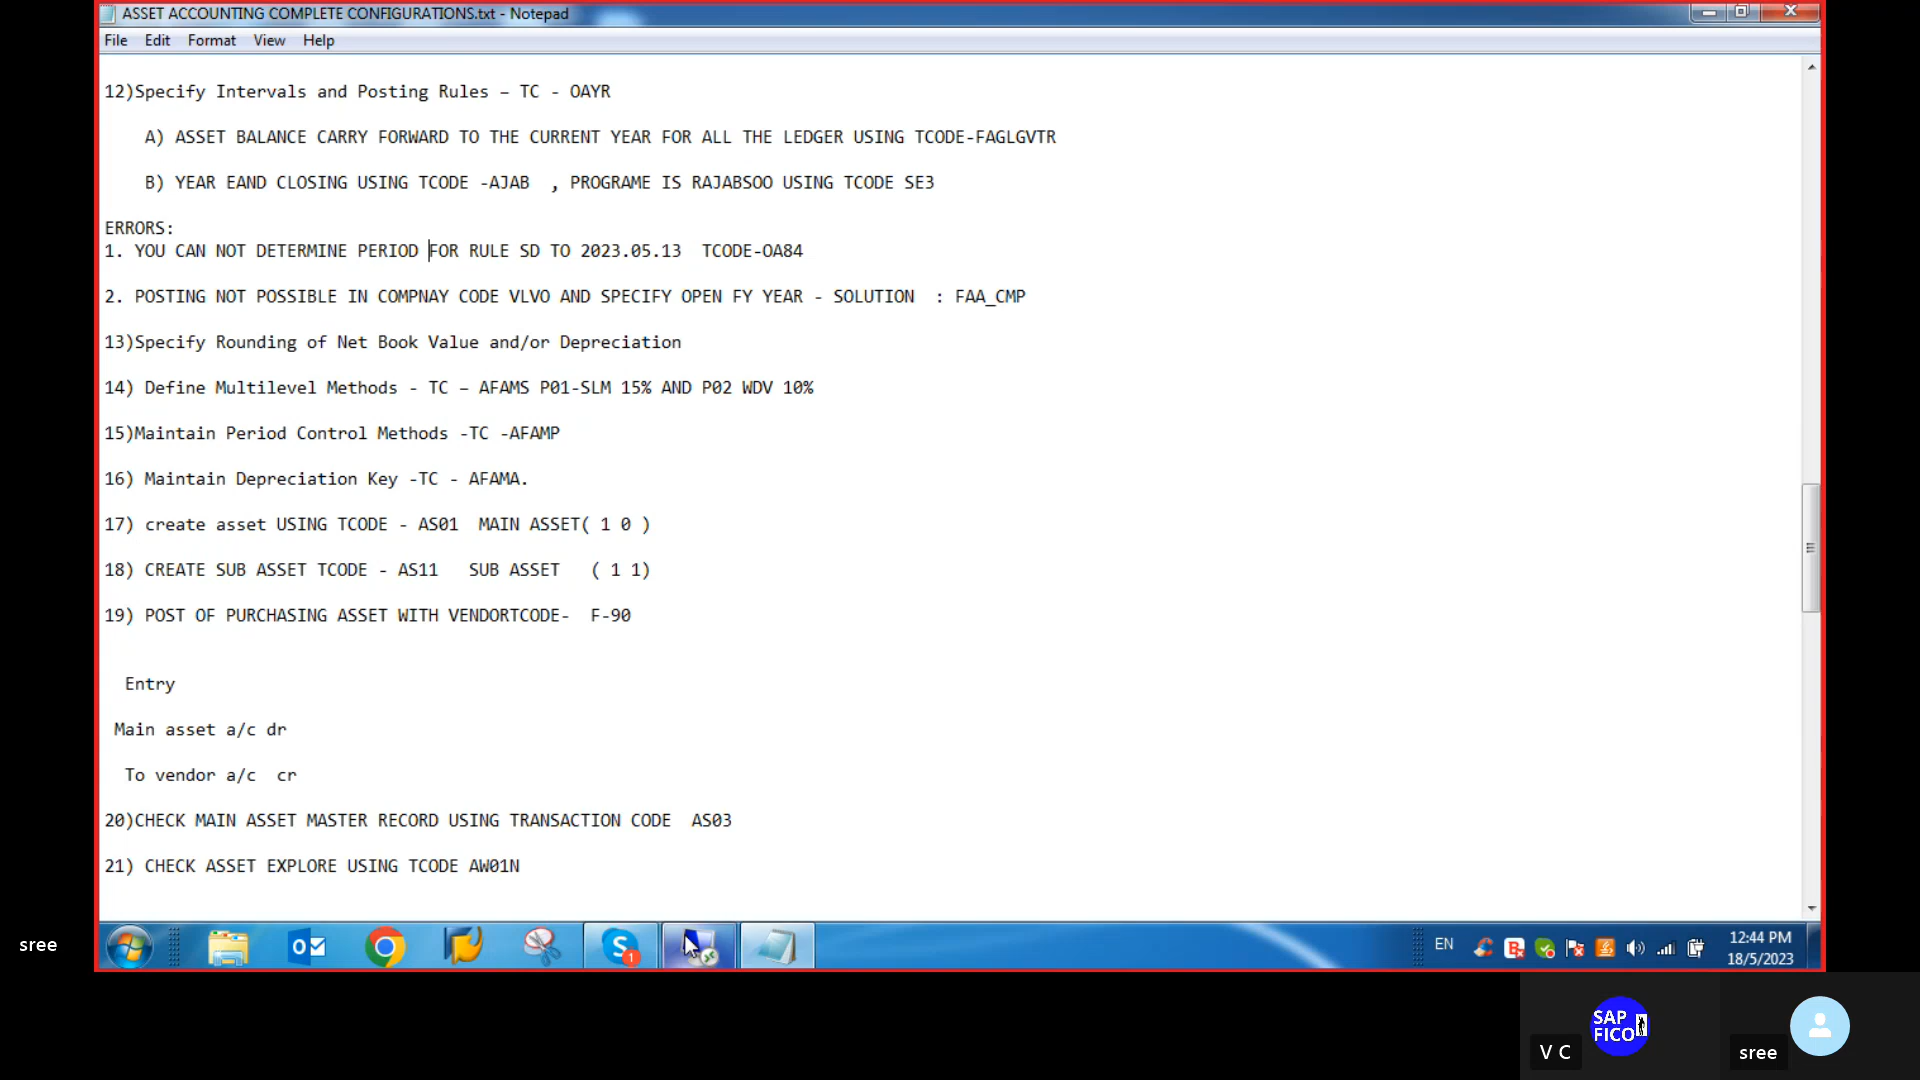 ASSET ACCOUNTING COMPLETE CONFIGURATIONS.txt - Notepad
File Edit Format View Help
12)Specify Intervals and Posting Rules – TC - OAYR
A) ASSET BALANCE CARRY FORWARD TO THE CURRENT YEAR FOR ALL THE LEDGER USING TCODE-FAGLGVTR
B) YEAR EAND CLOSING USING TCODE -AJAB , PROGRAME IS RAJABSOO USING TCODE SE3
ERRORS:
1. YOU CAN NOT DETERMINE PERIOD FOR RULE SD TO 2023.05.13 TCODE-OA84
2. POSTING NOT POSSIBLE IN COMPNAY CODE VLVO AND SPECIFY OPEN FY YEAR - SOLUTION : FAA_CMP
13)Specify Rounding of Net Book Value and/or Depreciation
14) Define Multilevel Methods - TC – AFAMS P01-SLM 15% AND P02 WDV 10%
15)Maintain Period Control Methods -TC -AFAMP
16) Maintain Depreciation Key -TC - AFAMA.
17) create asset USING TCODE - AS01 MAIN ASSET( 1 0 )
18) CREATE SUB ASSET TCODE - AS11 SUB ASSET ( 1 1)
19) POST OF PURCHASING ASSET WITH VENDORTCODE- F-90
Entry
Main asset a/c dr
To vendor a/c cr
20)CHECK MAIN ASSET MASTER RECORD USING TRANSACTION CODE AS03
21) CHECK ASSET EXPLORE USING TCODE AW01N
sree
EN
12:44 PM
18/5/2023
SAP
FICO
V C
sree